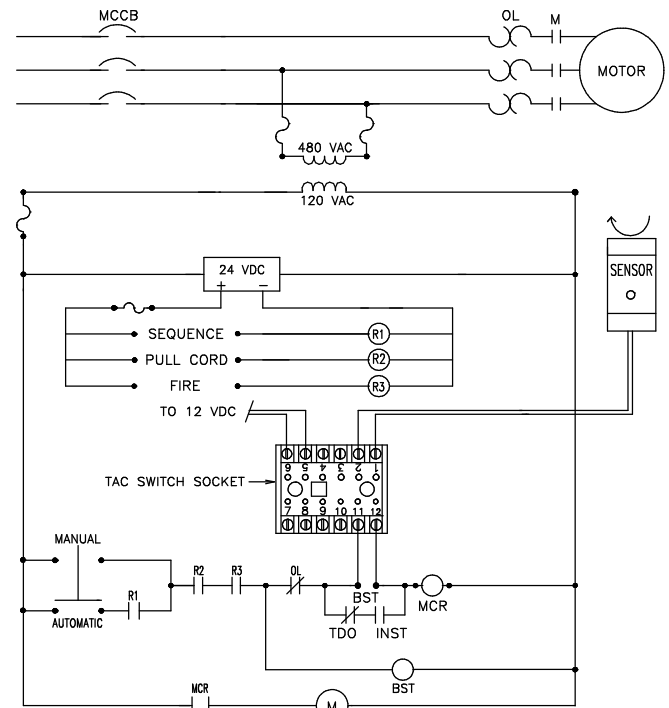 MCCB
OL
M
MOTOR
480 VAC
120 VAC
24 VDC
+ −
SENSOR
SEQUENCE
R1
PULL CORD
R2
FIRE
R3
TO 12 VDC
6 5 4 3 2 1
TAC SWITCH SOCKET
7 8 9 10 11 12
MANUAL
R2
R3
OL
R1
BST
MCR
AUTOMATIC
TDO
INST
BST
MCR
M